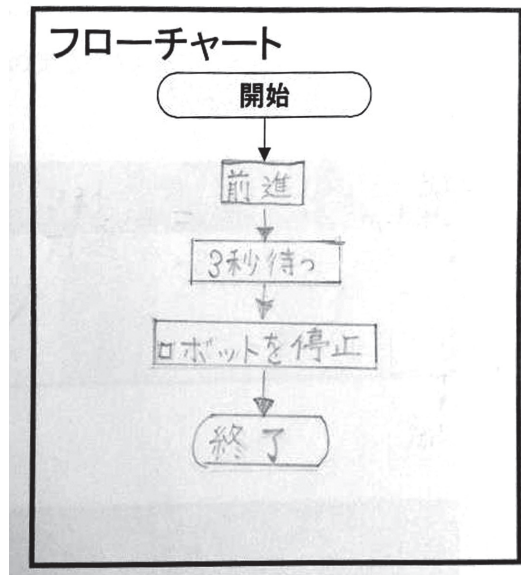 フローチャート
開始
前進
3秒待つ
ロボットを停止
終了